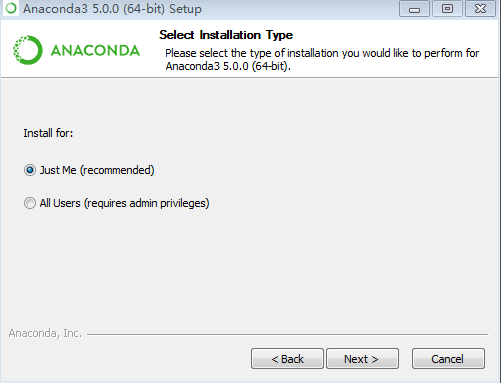 Anaconda3 5.0.0 (64-bit) Setup
ANACONDA
Select Installation Type
Please select the type of installation you would like to perform for
Anaconda3 5.0.0 (64-bit).
Install for:
Just Me (recommended)
All Users (requires admin privileges)
Anaconda, Inc.
< Back
Next >
Cancel